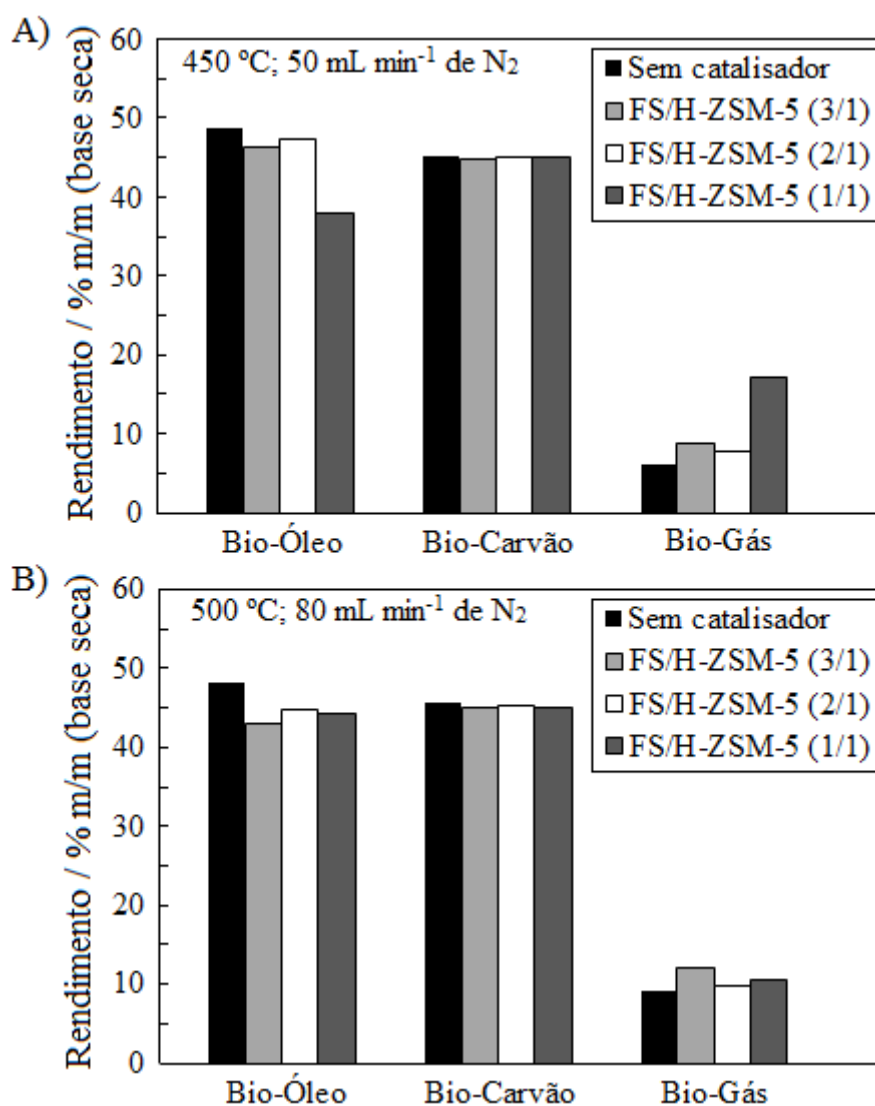 A)
Rendimento / % m/m (base seca)
60
50
40
30
20
10
0
450 ºC; 50 mL min⁻¹ de N₂
Sem catalisador
FS/H-ZSM-5 (3/1)
FS/H-ZSM-5 (2/1)
FS/H-ZSM-5 (1/1)
Bio-Óleo Bio-Carvão Bio-Gás
B)
Rendimento / % m/m (base seca)
60
50
40
30
20
10
0
500 ºC; 80 mL min⁻¹ de N₂
Sem catalisador
FS/H-ZSM-5 (3/1)
FS/H-ZSM-5 (2/1)
FS/H-ZSM-5 (1/1)
Bio-Óleo Bio-Carvão Bio-Gás